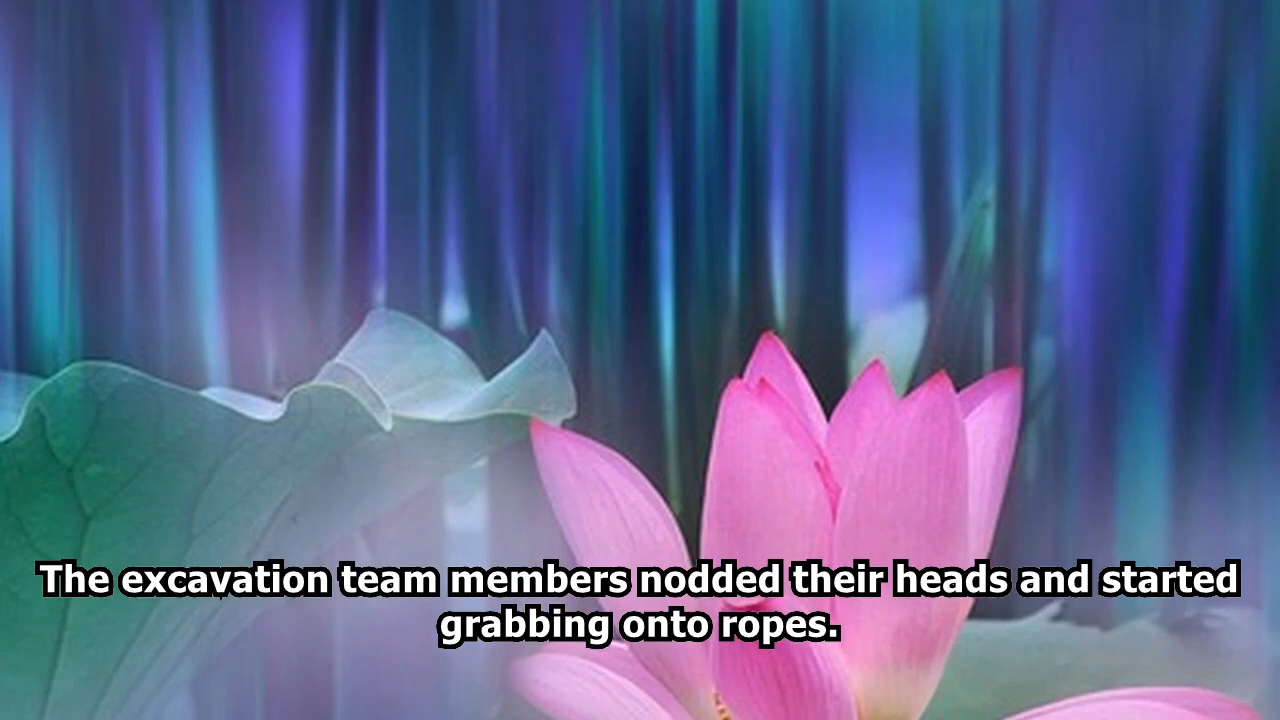 The excavation team members nodded their heads and started
grabbing onto ropes.